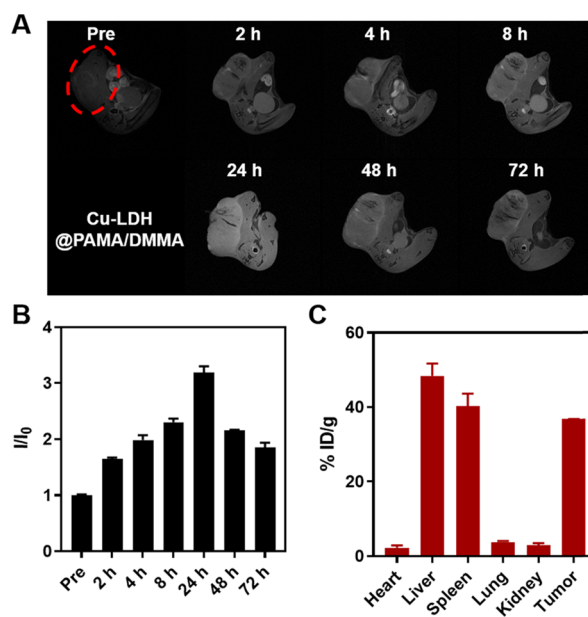 A
Pre
2 h
4 h
8 h
24 h
48 h
72 h
Cu-LDH
@PAMA/DMMA
B
I/I0
4
3
2
1
0
Pre
2 h
4 h
8 h
24 h
48 h
72 h
C
% ID/g
60
40
20
0
Heart
Liver
Spleen
Lung
Kidney
Tumor